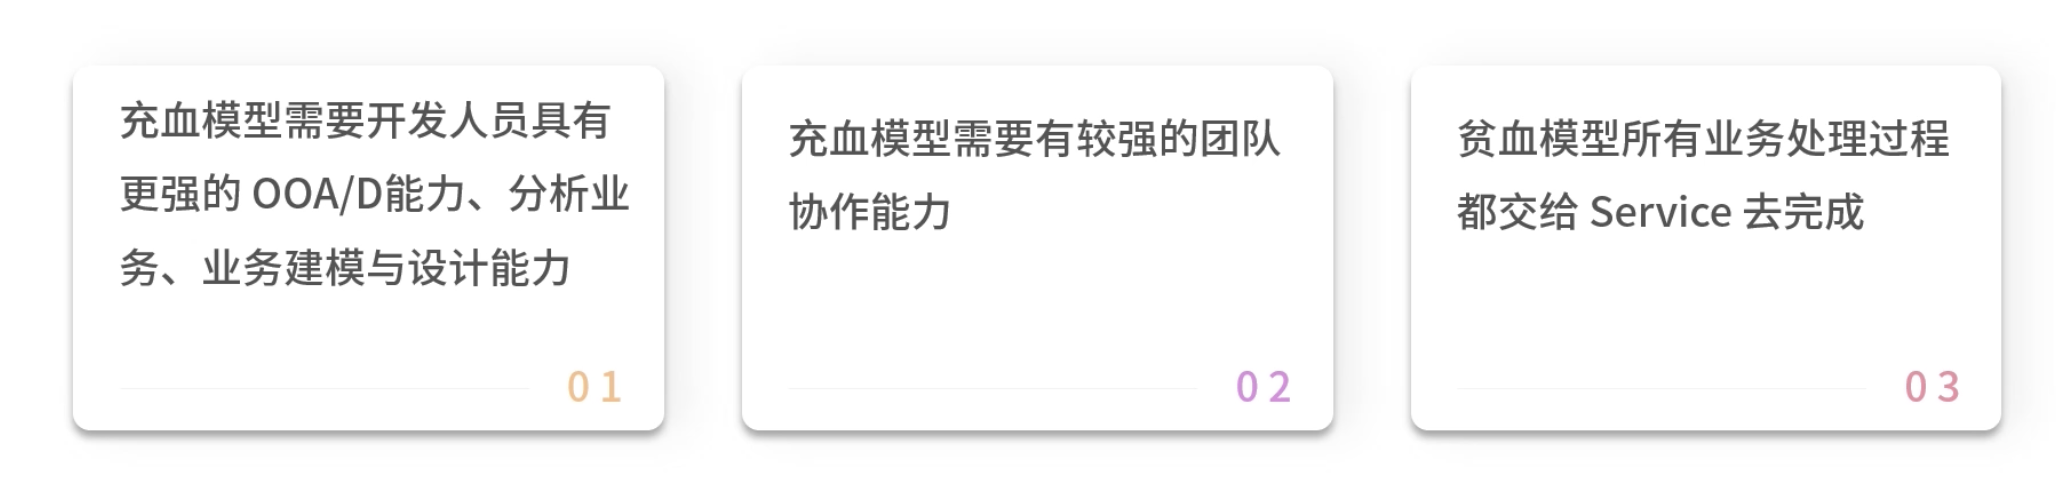 充血模型需要开发人员具有
更强的 OOA/D能力、分析业
务、业务建模与设计能力
01
充血模型需要有较强的团队
协作能力
02
贫血模型所有业务处理过程
都交给 Service 去完成
03